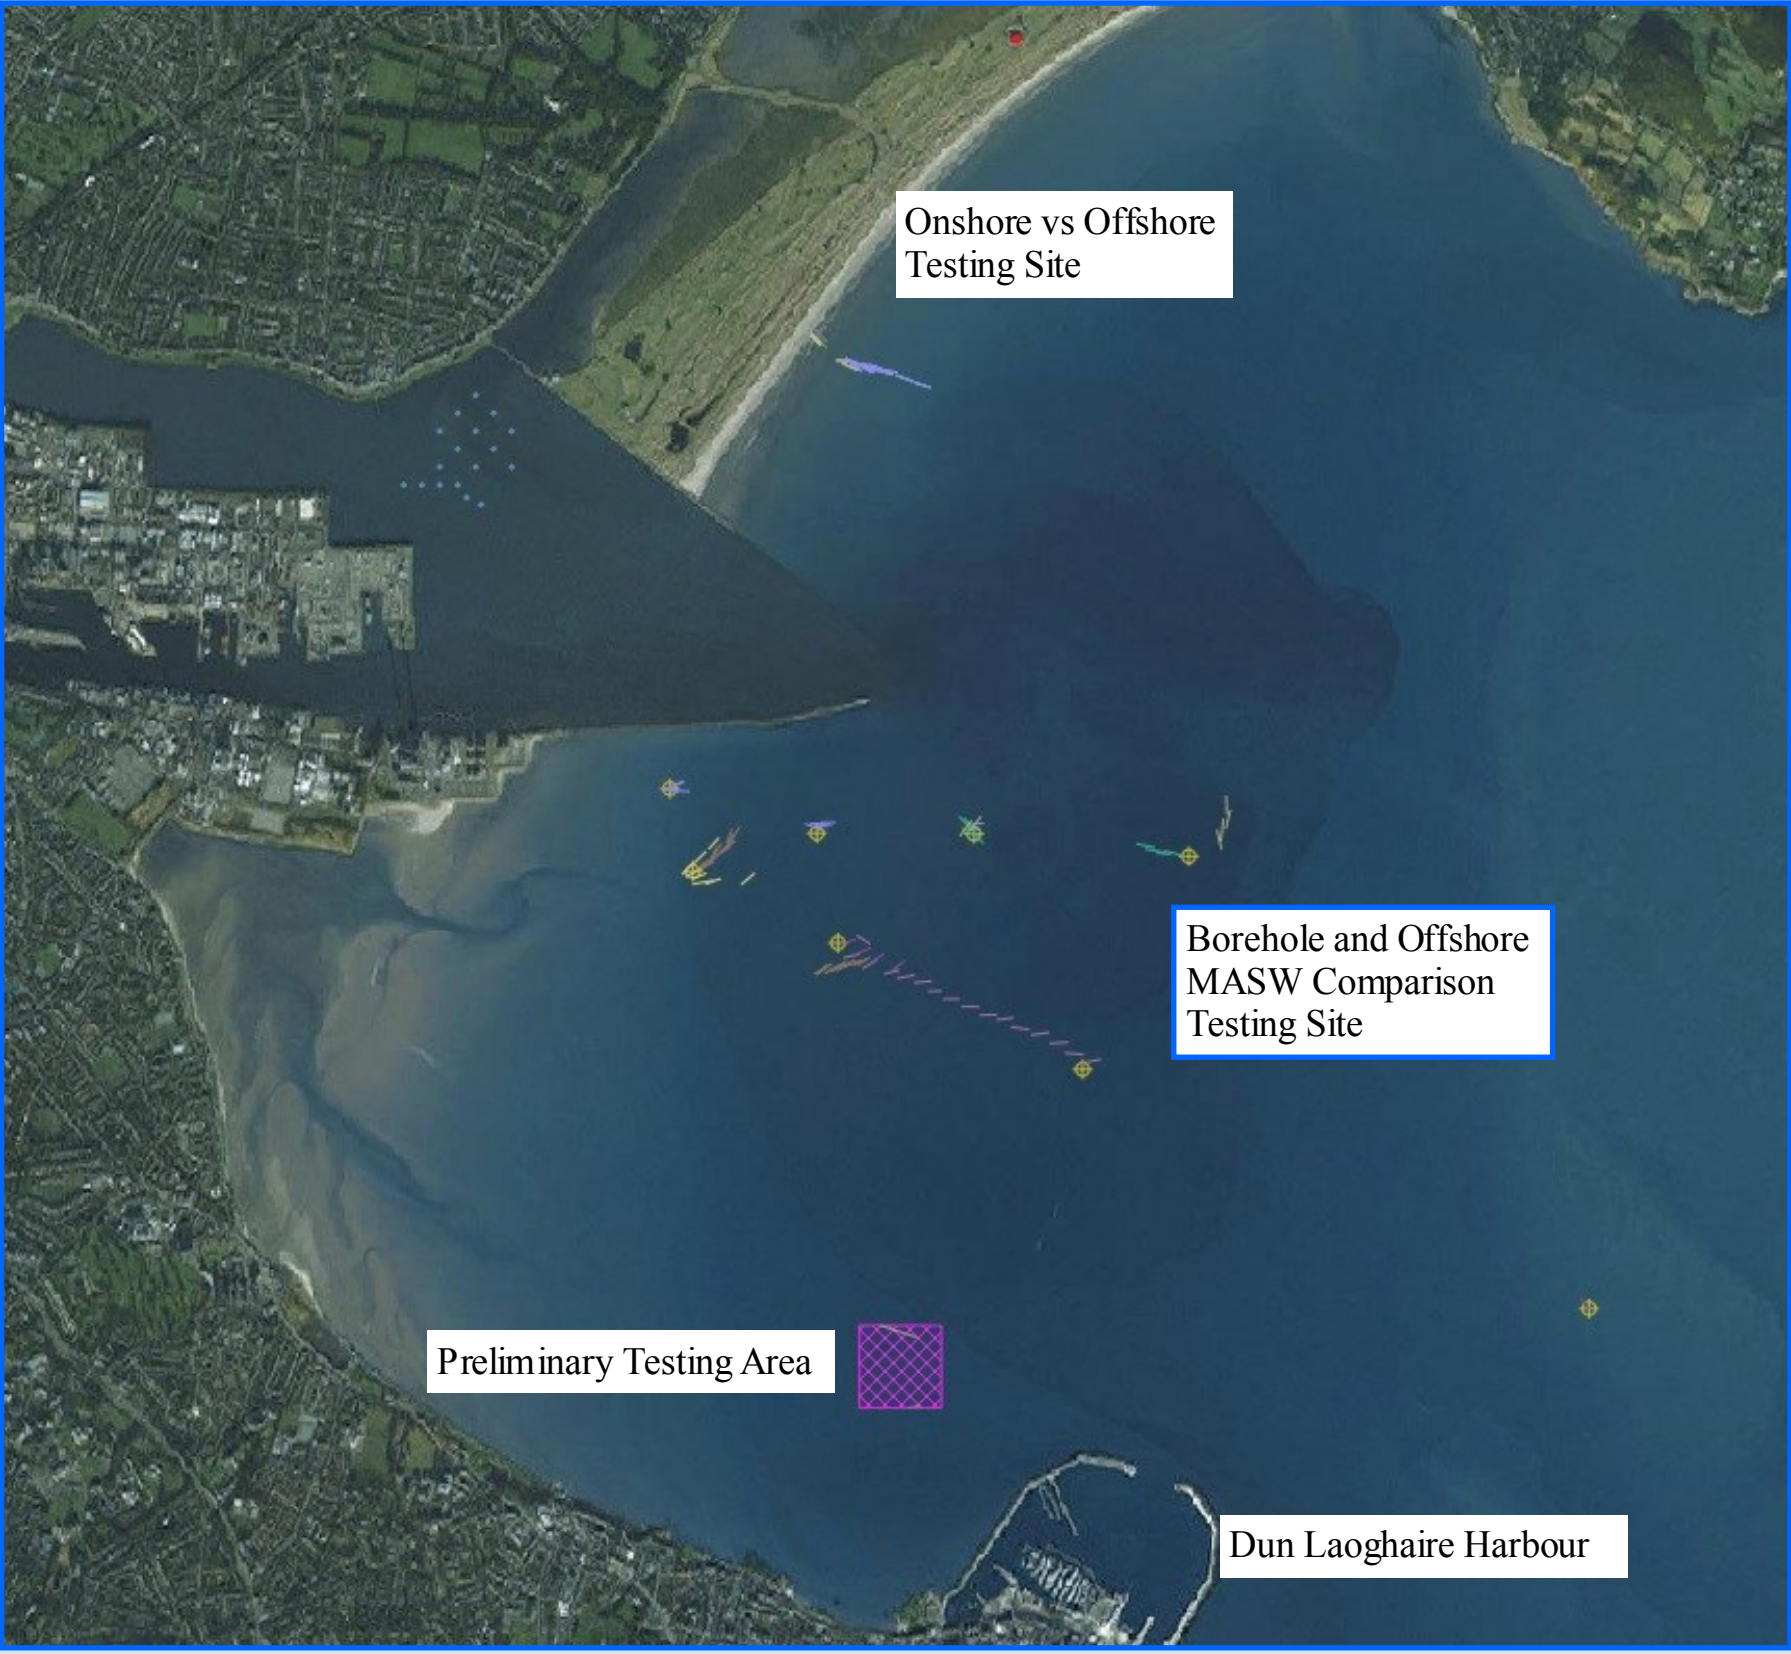 Onshore vs Offshore
Testing Site
Borehole and Offshore
MASW Comparison
Testing Site
Preliminary Testing Area
Dun Laoghaire Harbour